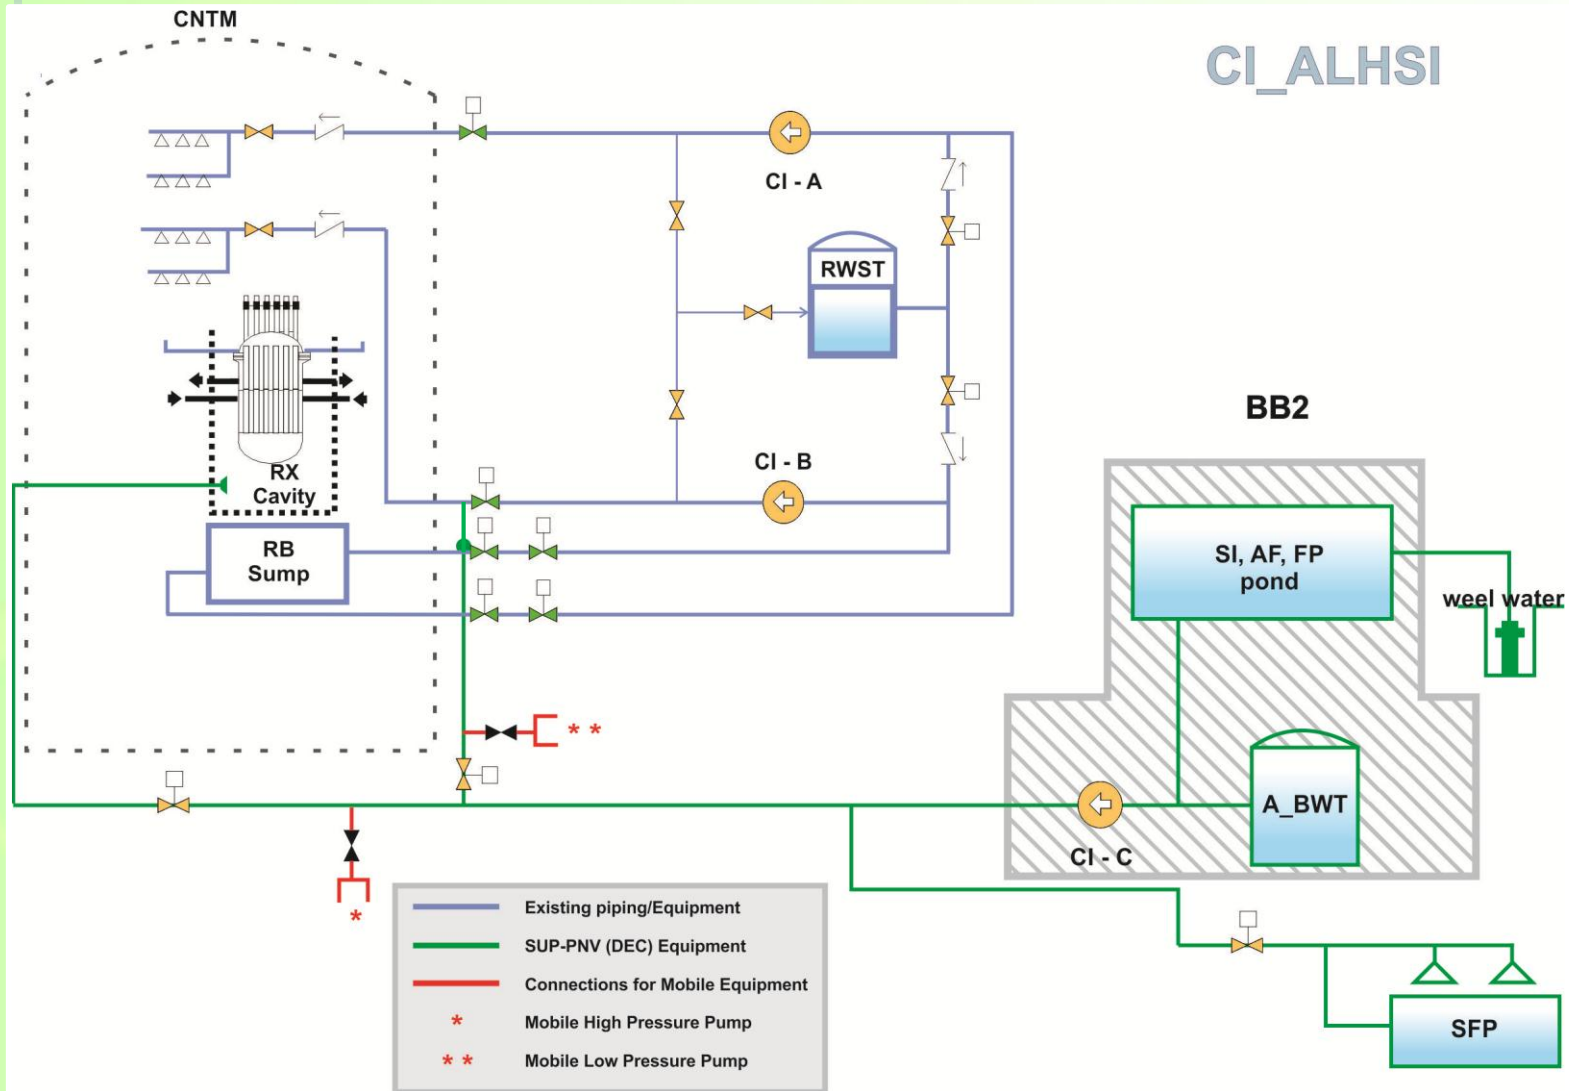 CNTM
CI_ALHSI
CI - A
RWST
BB2
CI - B
RX
Cavity
RB
Sump
SI, AF, FP
pond
weel water
* *
A_BWT
CI - C
*
Existing piping/Equipment
SUP-PNV (DEC) Equipment
Connections for Mobile Equipment
* Mobile High Pressure Pump
* * Mobile Low Pressure Pump
SFP